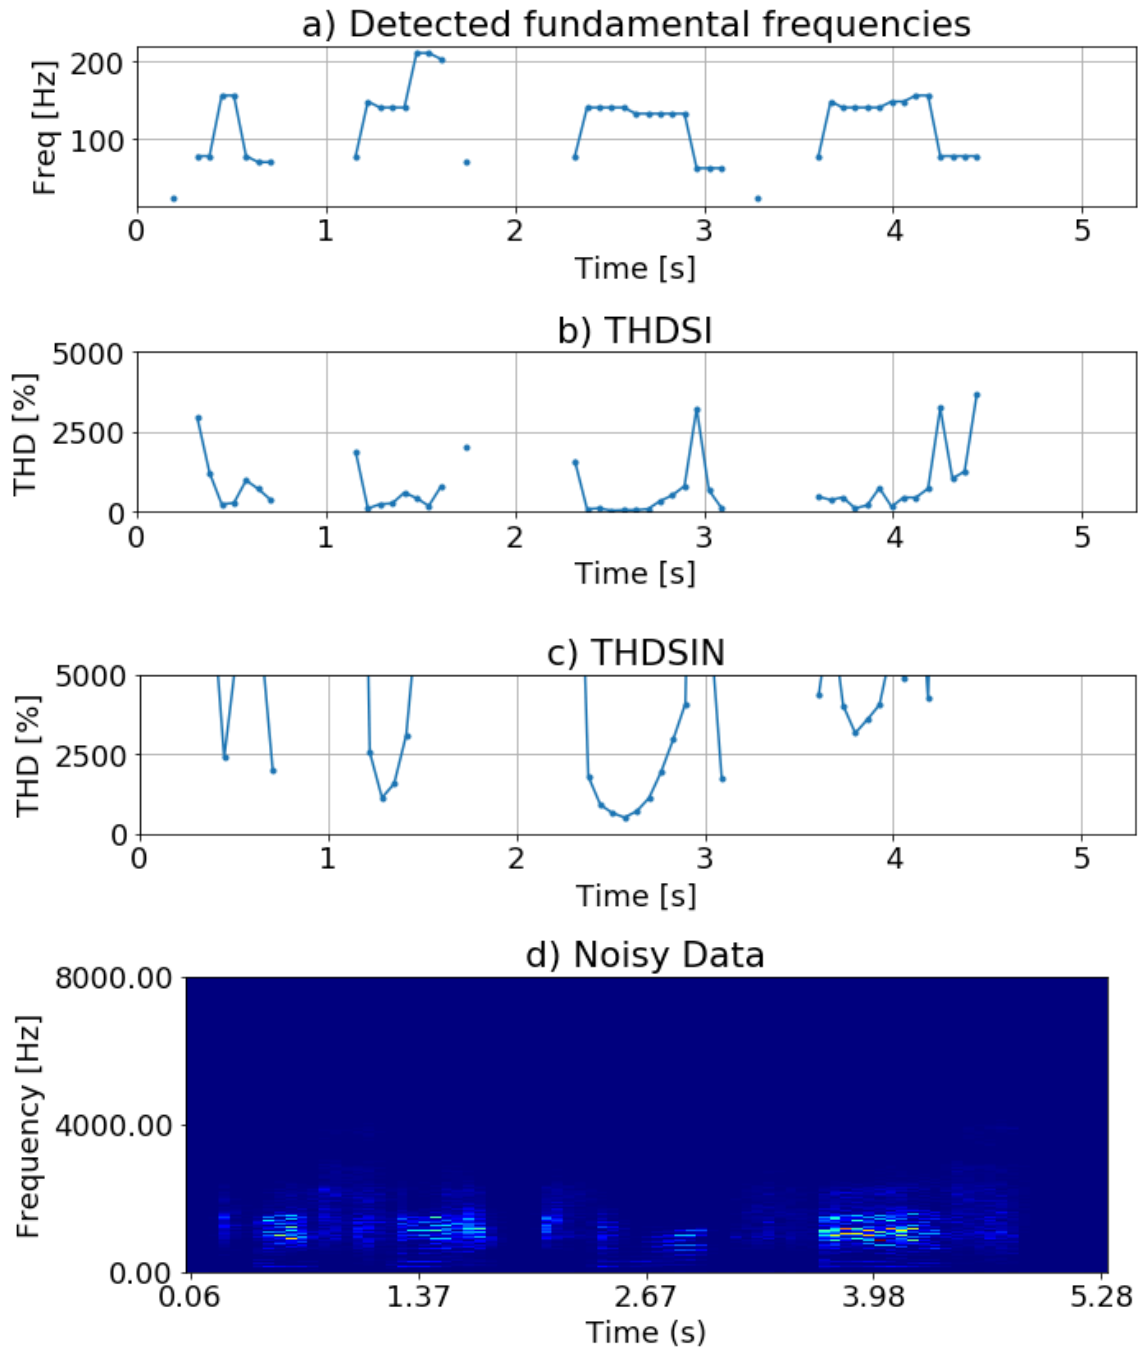 a) Detected fundamental frequencies
Freq [Hz]
200
100
0 1 2 3 4 5
Time [s]
b) THDSI
THD [%]
5000
2500
0
0 1 2 3 4 5
Time [s]
c) THDSIN
THD [%]
5000
2500
0
0 1 2 3 4 5
Time [s]
d) Noisy Data
Frequency [Hz]
8000.00
4000.00
0.00
0.06 1.37 2.67 3.98 5.28
Time (s)